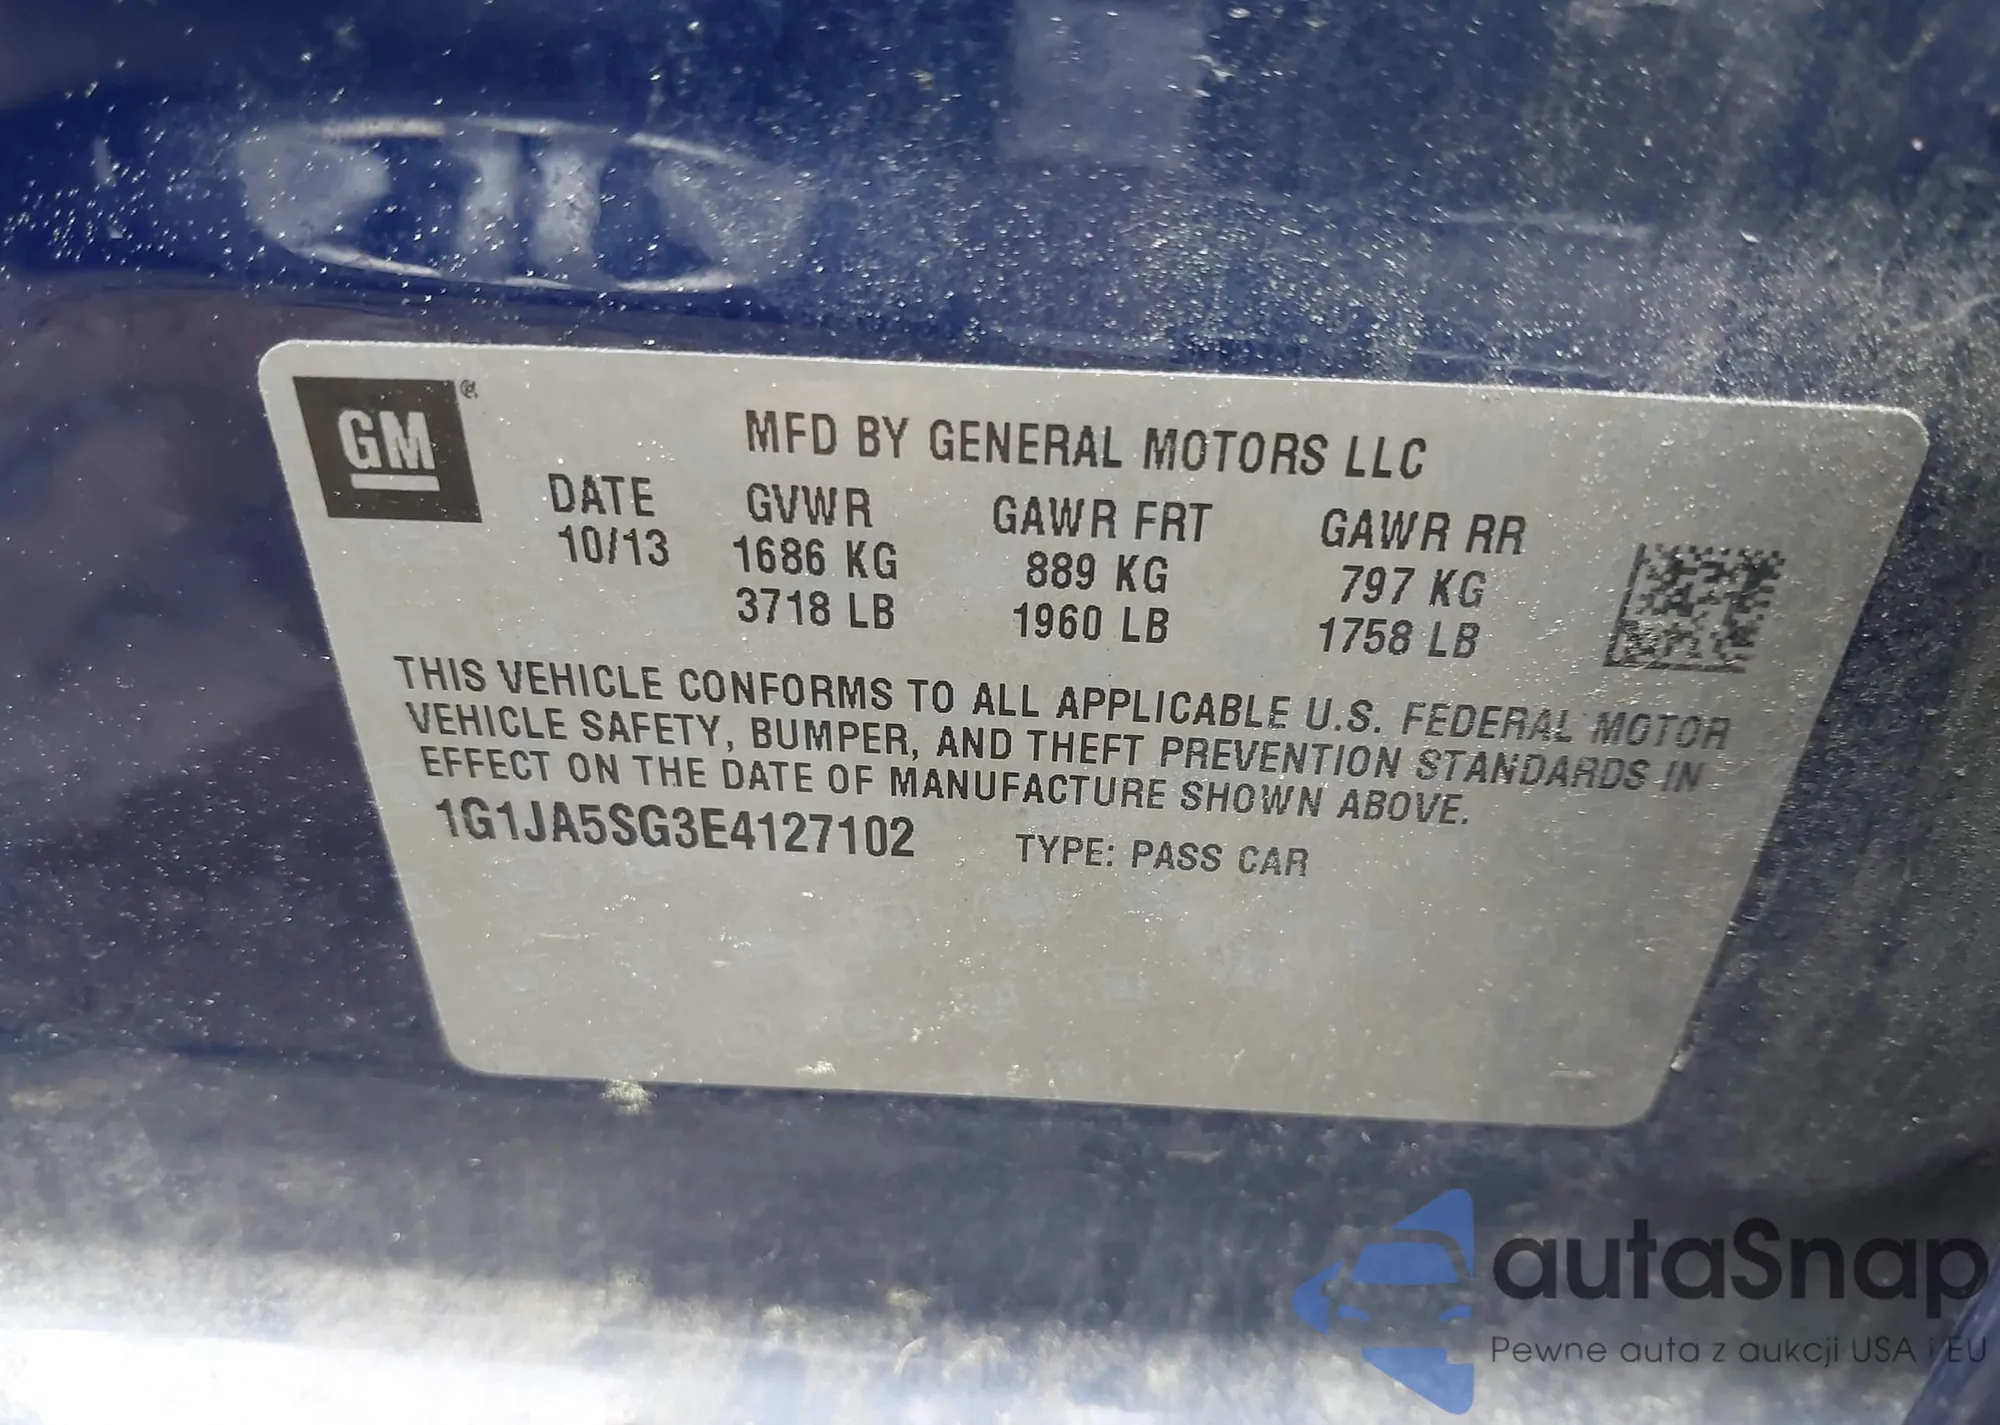 GM®
MFD BY GENERAL MOTORS LLC
DATE GVWR GAWR FRT GAWR RR
10/13 1686 KG 889 KG 797 KG
3718 LB 1960 LB 1758 LB
THIS VEHICLE CONFORMS TO ALL APPLICABLE U.S. FEDERAL MOTOR
VEHICLE SAFETY, BUMPER, AND THEFT PREVENTION STANDARDS IN
EFFECT ON THE DATE OF MANUFACTURE SHOWN ABOVE.
1G1JA5SG3E4127102 TYPE: PASS CAR
autaSnap
Pewne auta z aukcji USA i EU